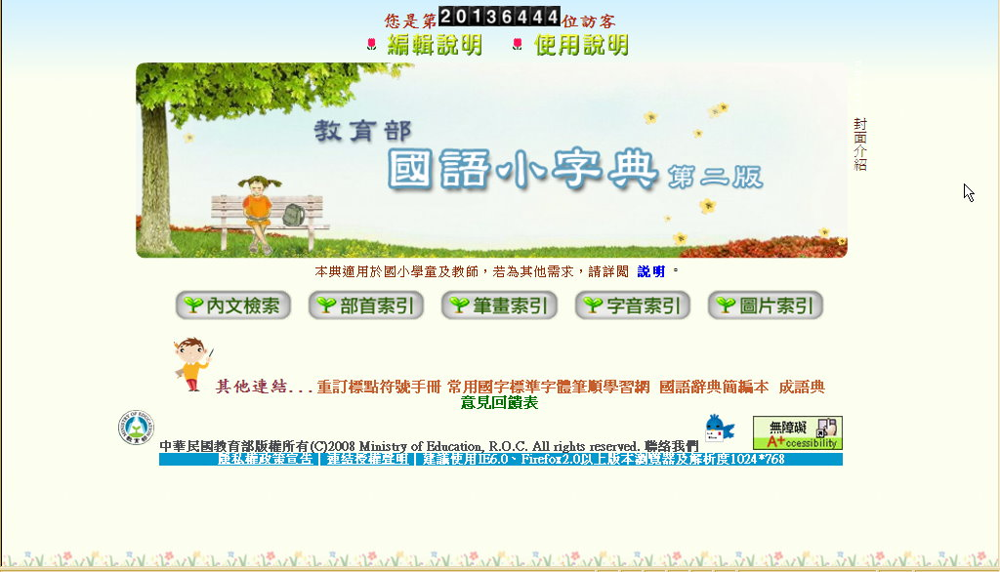 您是第20136444位訪客
編輯說明 使用說明
教育部
國語小字典 第二版
封面介紹
本典適用於國小學童及教師，若為其他需求，請詳閱 說明 。
內文檢索 部首索引 筆畫索引 字音索引 圖片索引
其他連結...重訂標點符號手冊 常用國字標準字體筆順學習網 國語辭典簡編本 成語典
意見回饋表
MINISTRY OF EDUCATION
中華民國教育部版權所有(C)2008 Ministry of Education, R.O.C. All rights reserved. 聯絡我們
無障礙
A+ccessibility
隱私權政策宣告 | 連結授權聲明 | 建議使用IE6.0、Firefox2.0以上版本瀏覽器及解析度1024*768